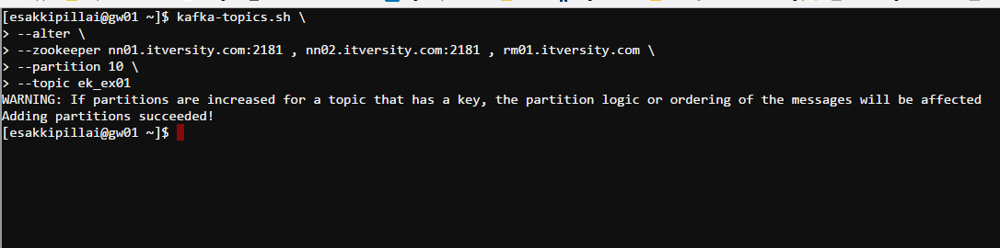 [esakkipillai@gw01 ~]$ kafka-topics.sh \
> --alter \
> --zookeeper nn01.itversity.com:2181 , nn02.itversity.com:2181 , rm01.itversity.com \
> --partition 10 \
> --topic ek_ex01
WARNING: If partitions are increased for a topic that has a key, the partition logic or ordering of the messages will be affected
Adding partitions succeeded!
[esakkipillai@gw01 ~]$